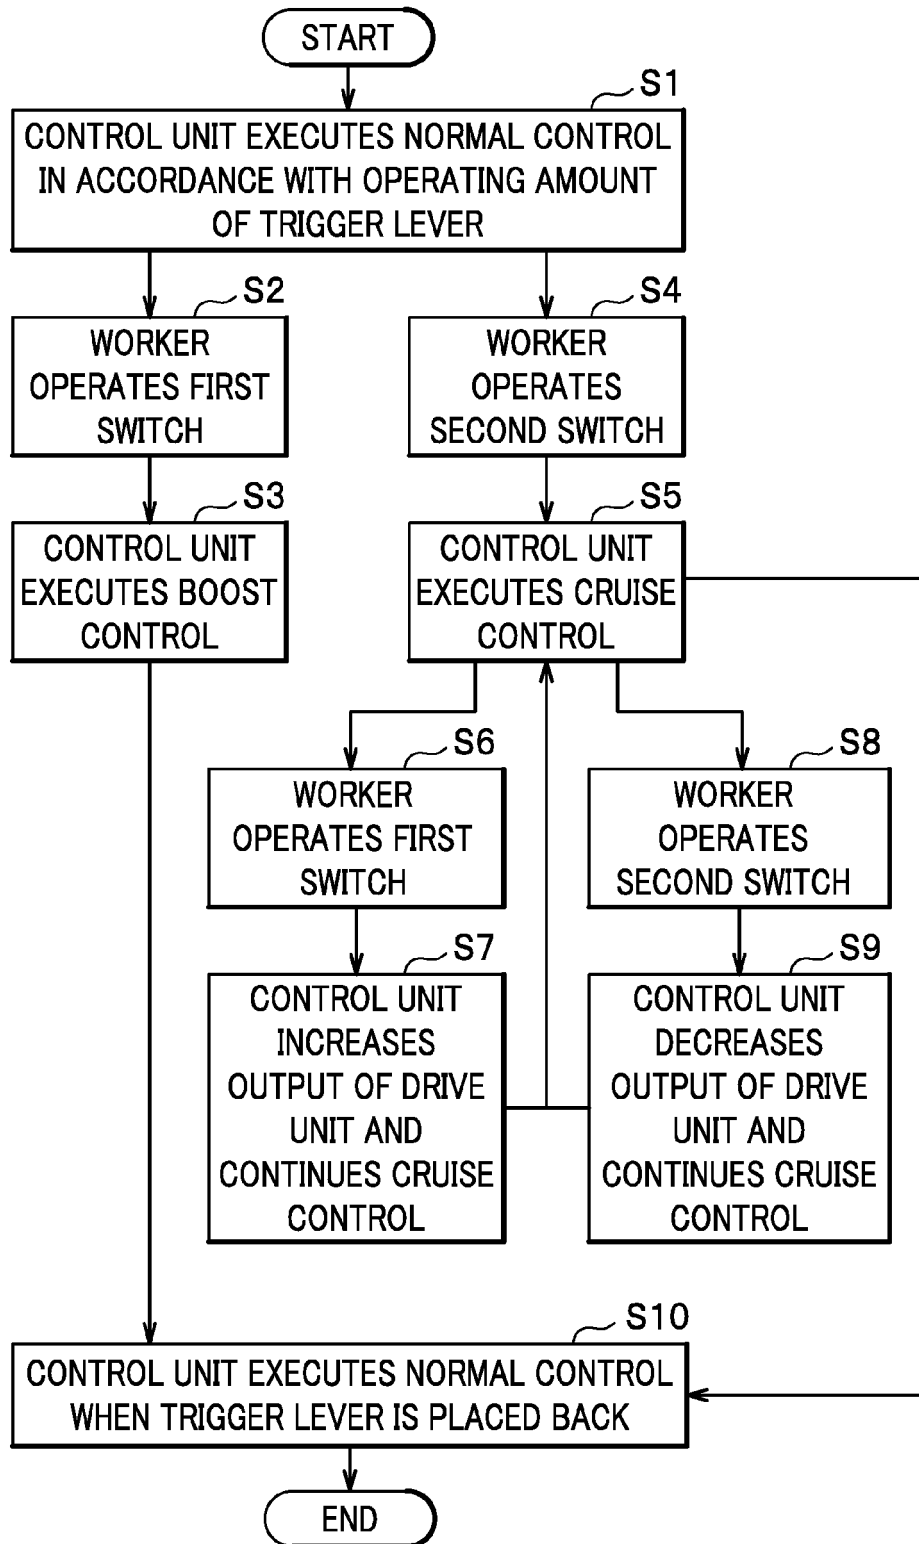 START
S1
CONTROL UNIT EXECUTES NORMAL CONTROL
IN ACCORDANCE WITH OPERATING AMOUNT
OF TRIGGER LEVER
S2
WORKER
OPERATES FIRST
SWITCH
S4
WORKER
OPERATES
SECOND SWITCH
S3
CONTROL UNIT
EXECUTES BOOST
CONTROL
S5
CONTROL UNIT
EXECUTES CRUISE
CONTROL
S6
WORKER
OPERATES FIRST
SWITCH
S8
WORKER
OPERATES
SECOND SWITCH
S7
CONTROL UNIT
INCREASES
OUTPUT OF DRIVE
UNIT AND
CONTINUES CRUISE
CONTROL
S9
CONTROL UNIT
DECREASES
OUTPUT OF DRIVE
UNIT AND
CONTINUES CRUISE
CONTROL
S10
CONTROL UNIT EXECUTES NORMAL CONTROL
WHEN TRIGGER LEVER IS PLACED BACK
END